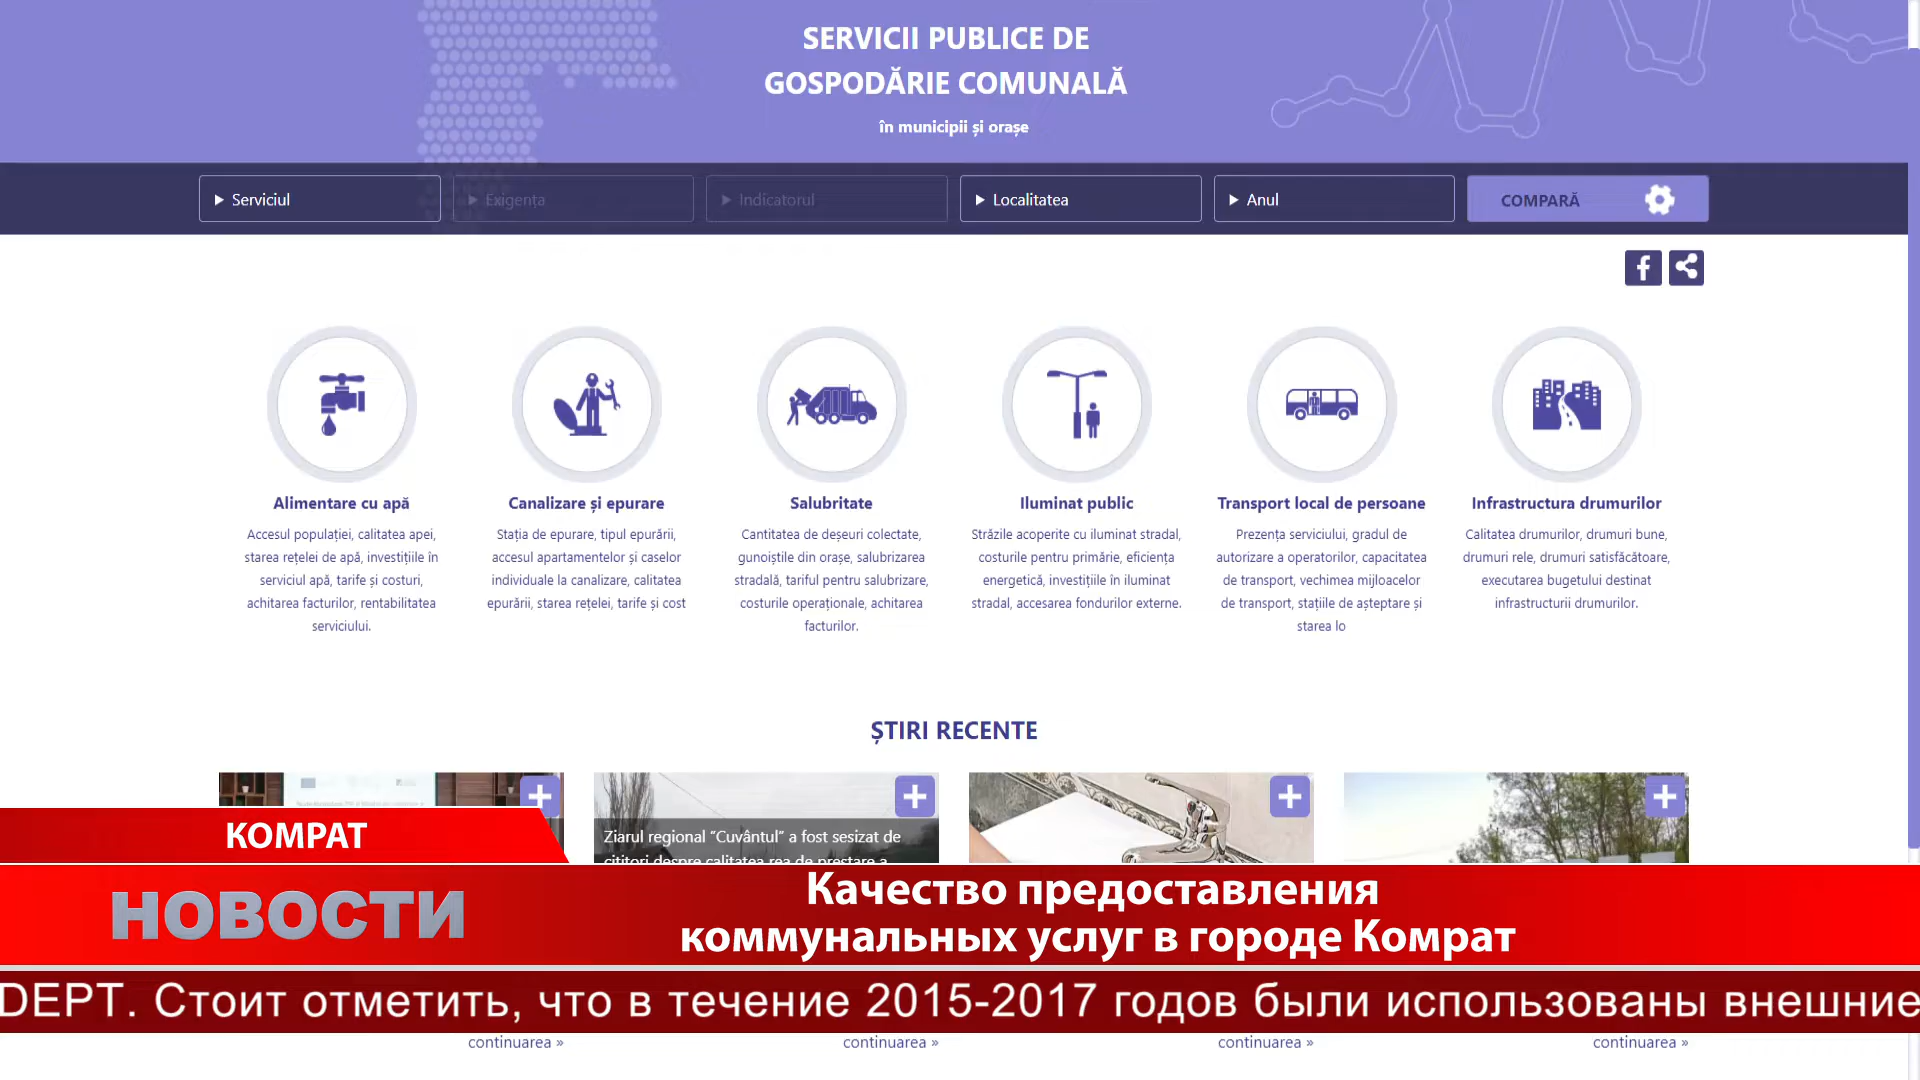 SERVICII PUBLICE DE
GOSPODĂRIE COMUNALĂ
în municipii și orașe
Serviciul
Exigența
Indicatorul
Localitatea
Anul
COMPARĂ
Alimentare cu apă
Accesul populației, calitatea apei,
starea rețelei de apă, investițiile în
serviciul apă, tarife și costuri,
achitarea facturilor, rentabilitatea
serviciului.
Canalizare și epurare
Stația de epurare, tipul epurării,
accesul apartamentelor și caselor
individuale la canalizare, calitatea
epurării, starea rețelei, tarife și cost
Salubritate
Cantitatea de deșeuri colectate,
gunoiștile din orașe, salubrizarea
stradală, tariful pentru salubrizare,
costurile operaționale, achitarea
facturilor.
Iluminat public
Străzile acoperite cu iluminat stradal,
costurile pentru primărie, eficiența
energetică, investițiile în iluminat
stradal, accesarea fondurilor externe.
Transport local de persoane
Prezența serviciului, gradul de
autorizare a operatorilor, capacitatea
de transport, vechimea mijloacelor
de transport, stațiile de așteptare și
starea lo
Infrastructura drumurilor
Calitatea drumurilor, drumuri bune,
drumuri rele, drumuri satisfăcătoare,
executarea bugetului destinat
infrastructurii drumurilor.
ȘTIRI RECENTE
Ziarul regional “Cuvântul” a fost sesizat de
cititori despre calitatea rea de prestare a
КОМРАТ
НОВОСТИ
Качество предоставления
коммунальных услуг в городе Комрат
DEPT. Стоит отметить, что в течение 2015-2017 годов были использованы внешние
continuarea »
continuarea »
continuarea »
continuarea »